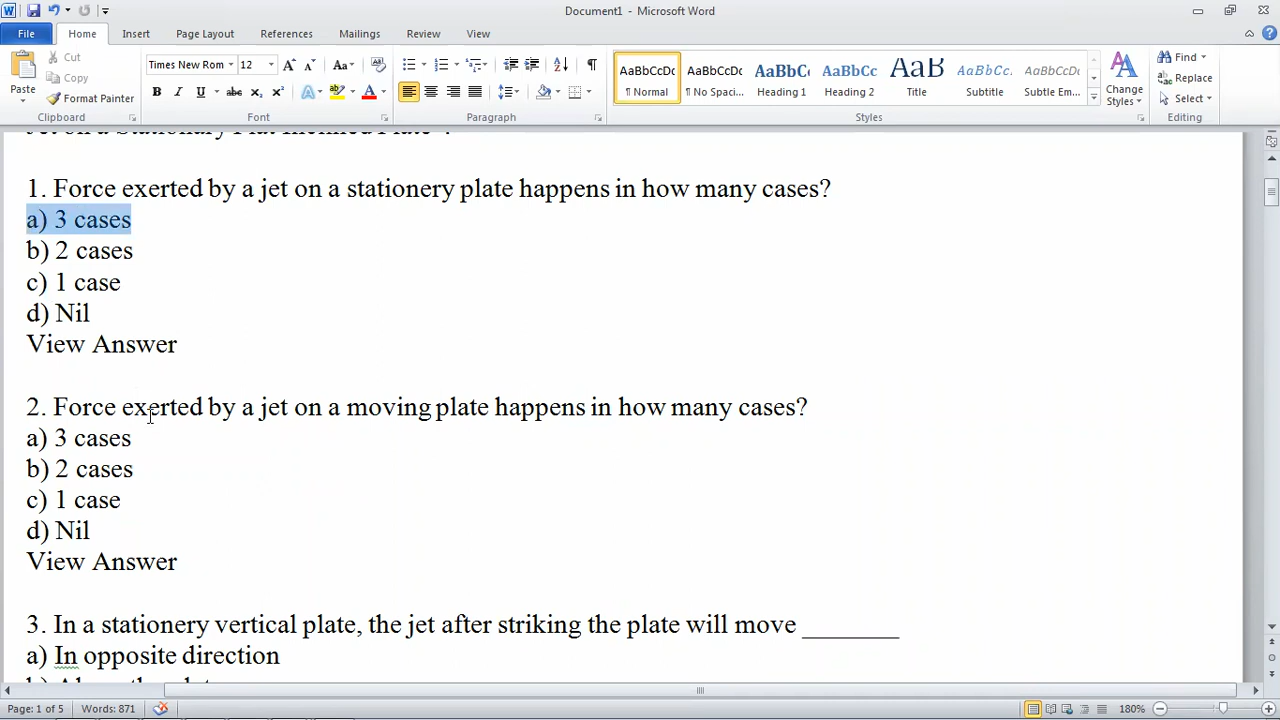 Document1 - Microsoft Word
File Home Insert Page Layout References Mailings Review View
Paste
Cut
Copy
Format Painter
Clipboard
Times New Rom 12
Font
Paragraph
AaBbCcDc ¶ Normal
AaBbCcDc ¶ No Spaci...
AaBbCc Heading 1
AaBbCc Heading 2
AaB Title
AaBbCc. Subtitle
AaBbCcDc Subtle Em...
Change Styles
Styles
Find
Replace
Select
Editing
1. Force exerted by a jet on a stationery plate happens in how many cases?
a) 3 cases
b) 2 cases
c) 1 case
d) Nil
View Answer
2. Force exerted by a jet on a moving plate happens in how many cases?
a) 3 cases
b) 2 cases
c) 1 case
d) Nil
View Answer
3. In a stationery vertical plate, the jet after striking the plate will move ________
a) In opposite direction
Page: 1 of 5 Words: 871 180%